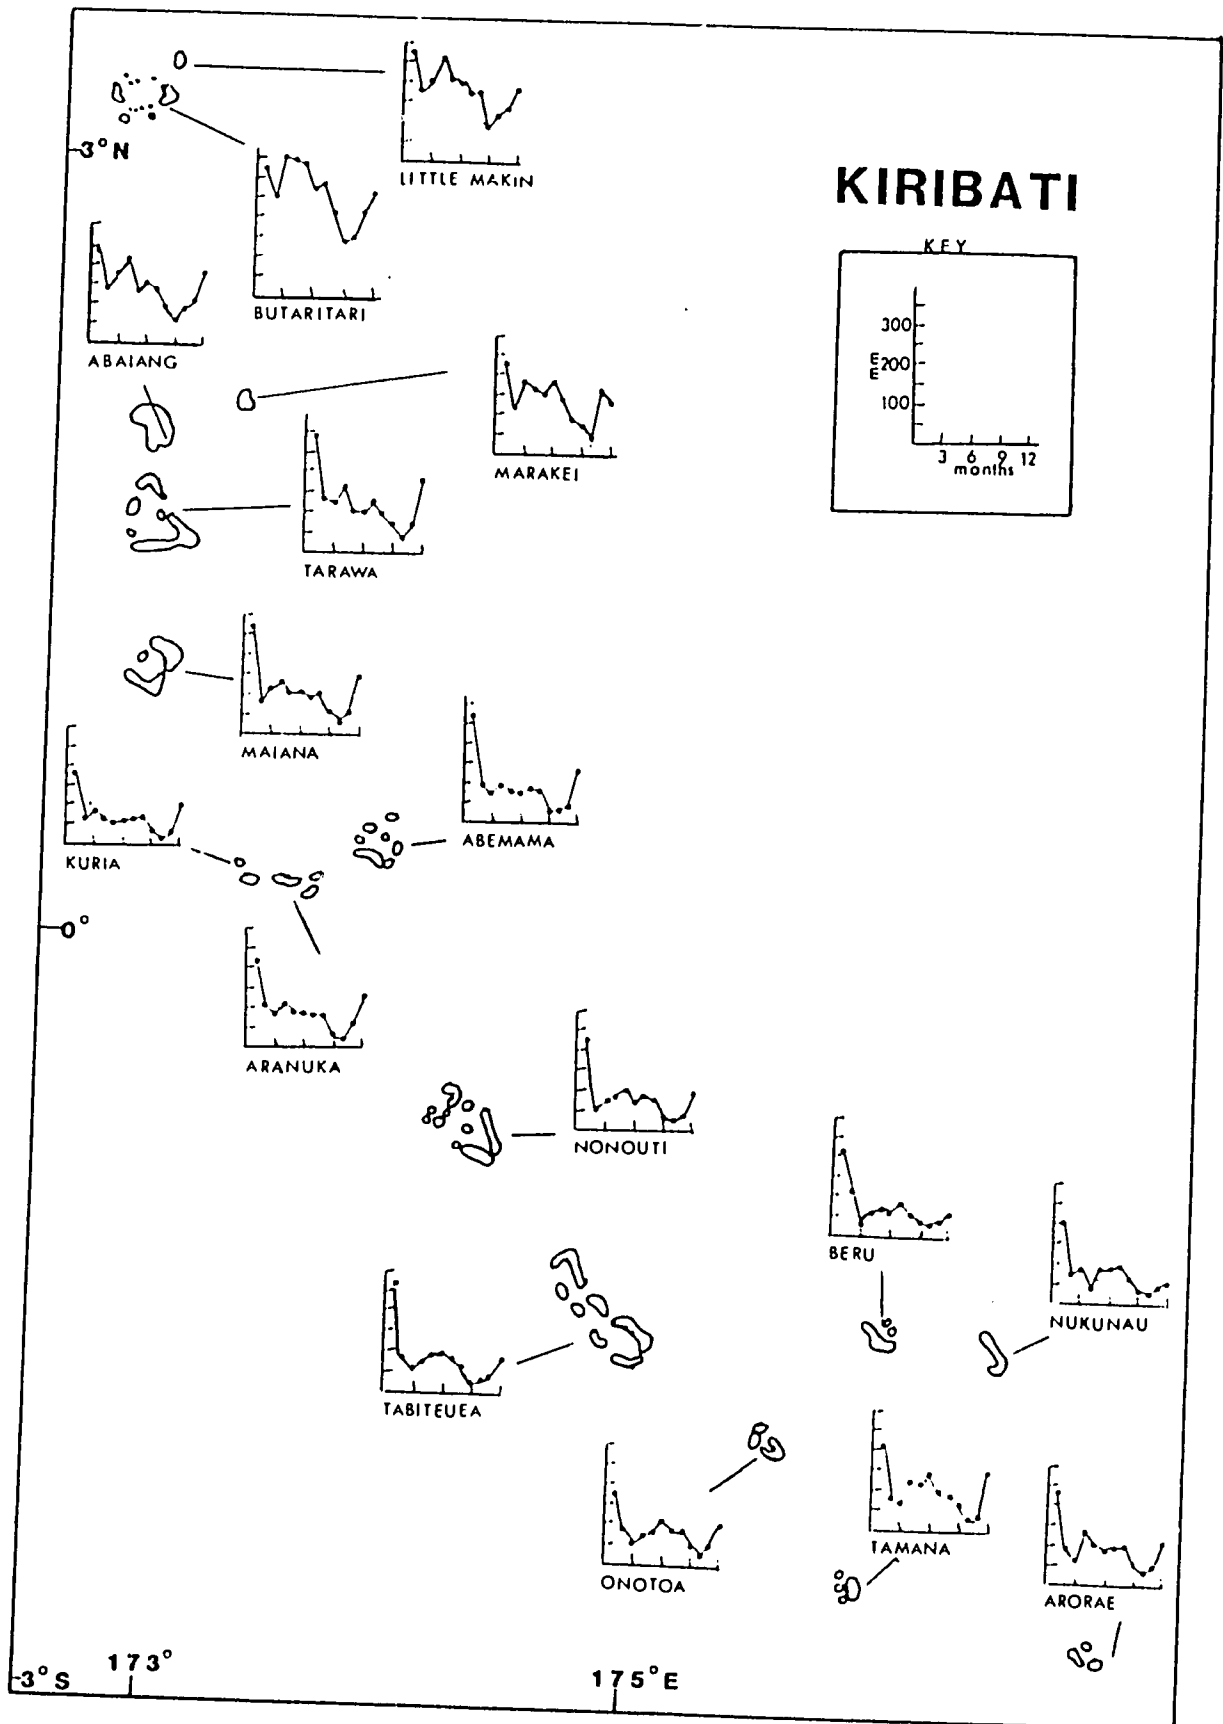 LITTLE MAKIN
3°N
KIRIBATI
BUTARITARI
KEY
300
200
100
EE
3 6 9 12
months
ABAIANG
MARAKEI
TARAWA
MAIANA
KURIA
ABEMAMA
0°
ARANUKA
NONOUTI
BERU
NUKUNAU
TABITEUEA
TAMANA
ONOTOA
ARORAE
3°S
173°
175°E